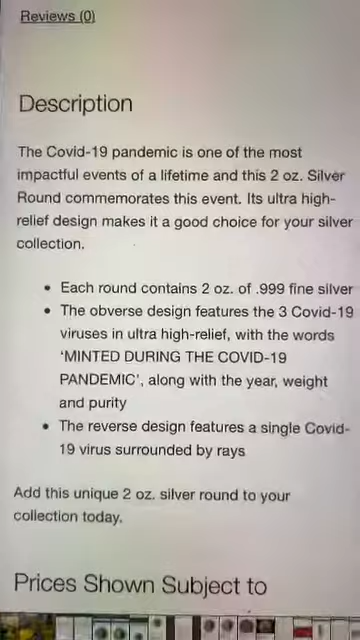 Reviews (0)
Description
The Covid-19 pandemic is one of the most
impactful events of a lifetime and this 2 oz. Silver
Round commemorates this event. Its ultra high-
relief design makes it a good choice for your silver
collection.
• Each round contains 2 oz. of .999 fine silver
• The obverse design features the 3 Covid-19
viruses in ultra high-relief, with the words
‘MINTED DURING THE COVID-19
PANDEMIC’, along with the year, weight
and purity
• The reverse design features a single Covid-
19 virus surrounded by rays
Add this unique 2 oz. silver round to your
collection today.
Prices Shown Subject to